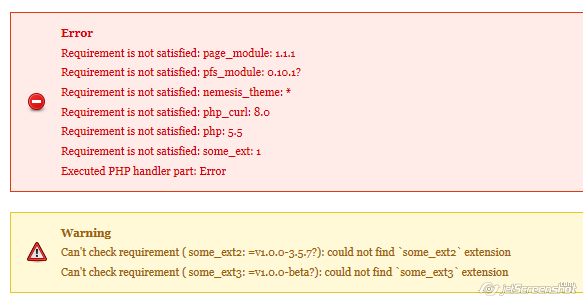 Error
Requirement is not satisfied: page_module: 1.1.1
Requirement is not satisfied: pfs_module: 0.10.1?
Requirement is not satisfied: nemesis_theme: *
Requirement is not satisfied: php_curl: 8.0
Requirement is not satisfied: php: 5.5
Requirement is not satisfied: some_ext: 1
Executed PHP handler part: Error
Warning
Can't check requirement ( some_ext2: =v1.0.0-3.5.7?): could not find `some_ext2` extension
Can't check requirement ( some_ext3: =v1.0.0-beta?): could not find `some_ext3` extension
jetScreenshot